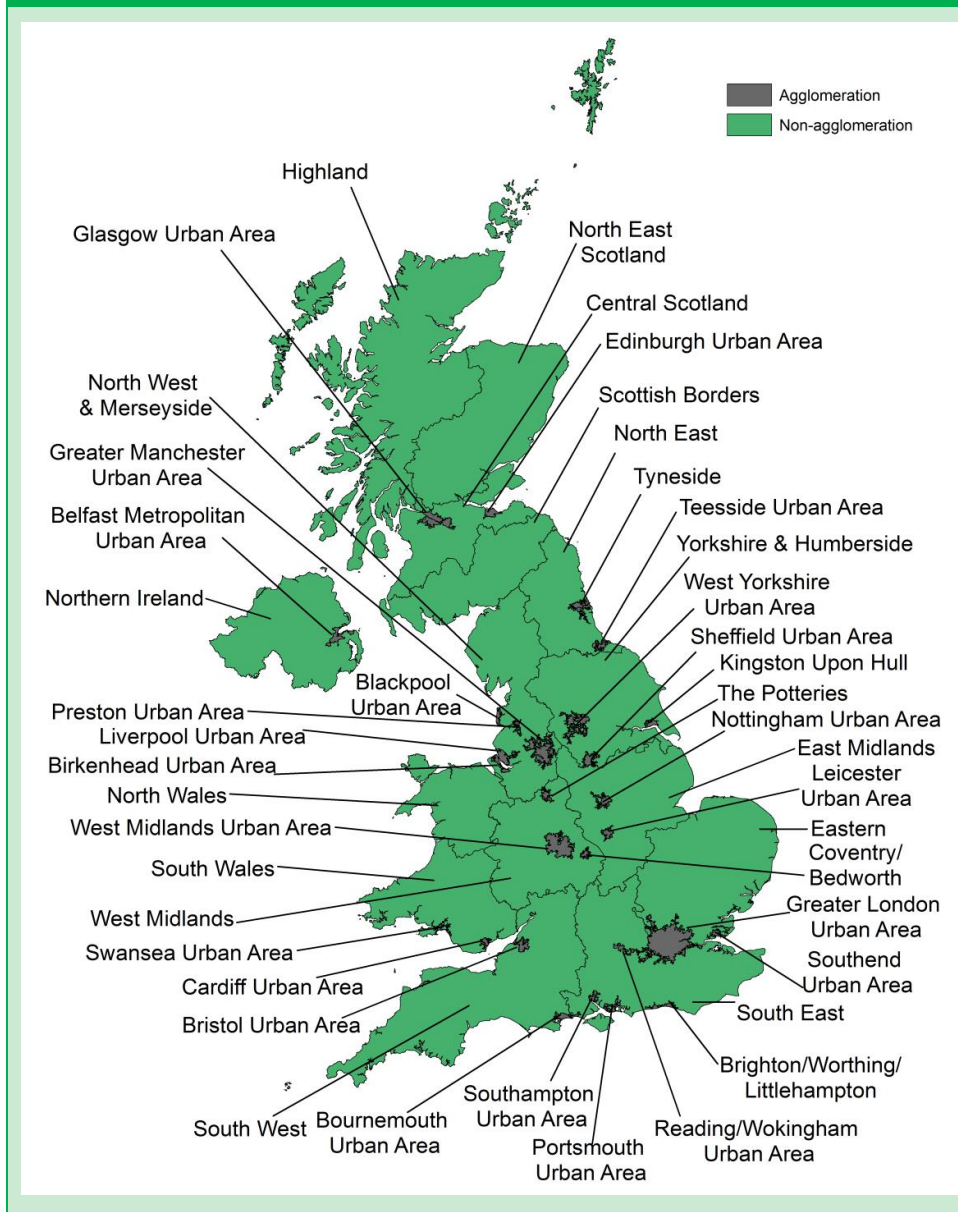 Agglomeration
Non-agglomeration
Highland
Glasgow Urban Area
North East
Scotland
Central Scotland
Edinburgh Urban Area
North West
& Merseyside
Scottish Borders
North East
Greater Manchester
Urban Area
Tyneside
Belfast Metropolitan
Urban Area
Teesside Urban Area
Yorkshire & Humberside
Northern Ireland
West Yorkshire
Urban Area
Sheffield Urban Area
Kingston Upon Hull
Blackpool
Urban Area
The Potteries
Preston Urban Area
Nottingham Urban Area
Liverpool Urban Area
East Midlands
Birkenhead Urban Area
Leicester
Urban Area
North Wales
West Midlands Urban Area
Eastern
Coventry/
Bedworth
South Wales
Greater London
Urban Area
West Midlands
Swansea Urban Area
Southend
Urban Area
Cardiff Urban Area
South East
Bristol Urban Area
Brighton/Worthing/
Littlehampton
Southampton
Urban Area
South West
Bournemouth
Urban Area
Portsmouth
Urban Area
Reading/Wokingham
Urban Area